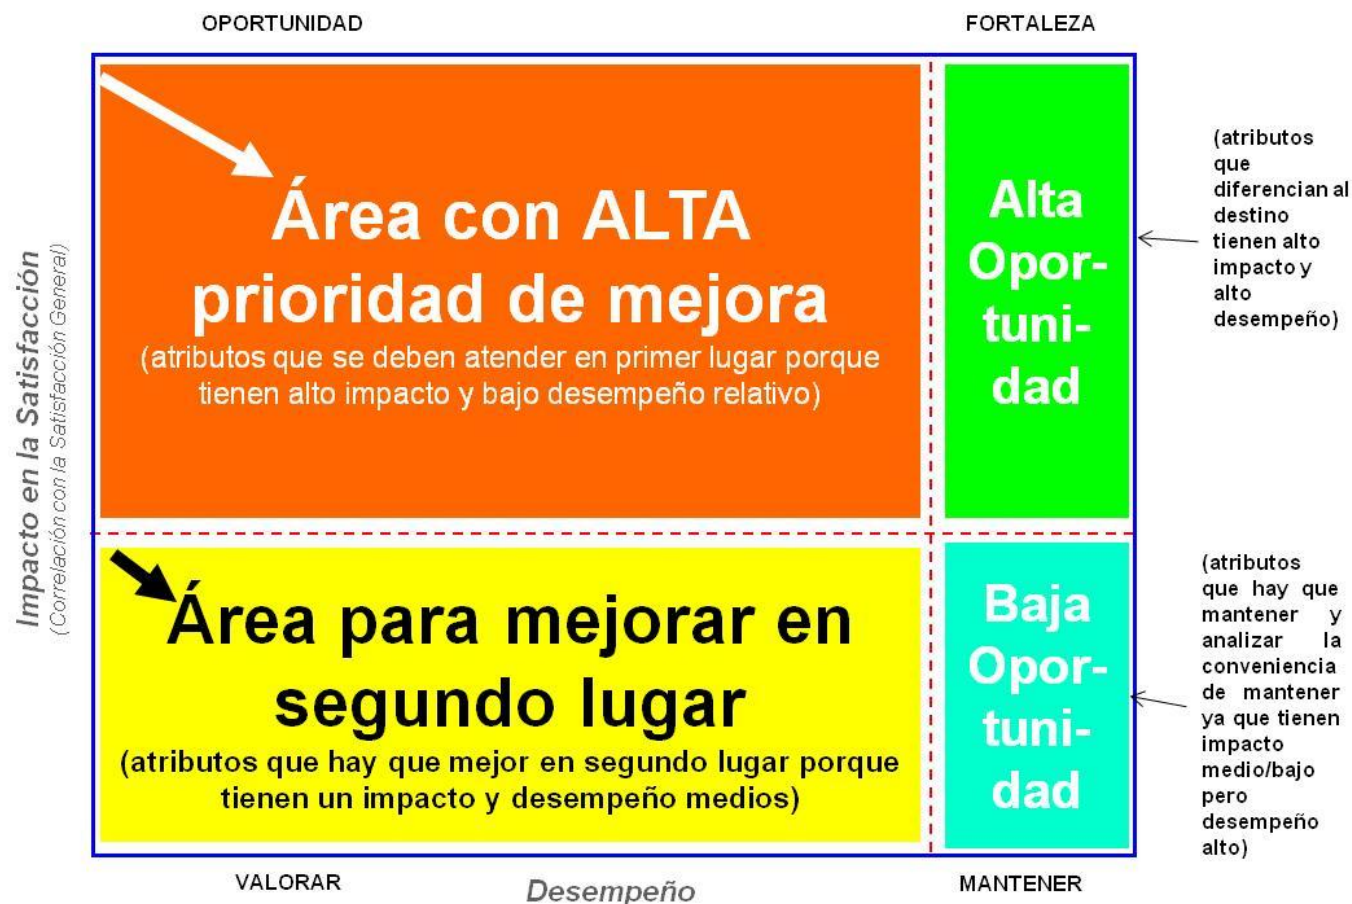 OPORTUNIDAD
FORTALEZA
Impacto en la Satisfacción
(Correlación con la Satisfacción General)
Área con ALTA
prioridad de mejora
(atributos que se deben atender en primer lugar porque
tienen alto impacto y bajo desempeño relativo)
Alta
Opor-
tuni-
dad
(atributos
que
diferencian al
destino
tienen alto
impacto y
alto
desempeño)
Área para mejorar en
segundo lugar
(atributos que hay que mejor en segundo lugar porque
tienen un impacto y desempeño medios)
Baja
Opor-
tuni-
dad
(atributos
que hay que
mantener y
analizar la
conveniencia
de mantener
ya que tienen
impacto
medio/bajo
pero
desempeño
alto)
VALORAR
Desempeño
MANTENER